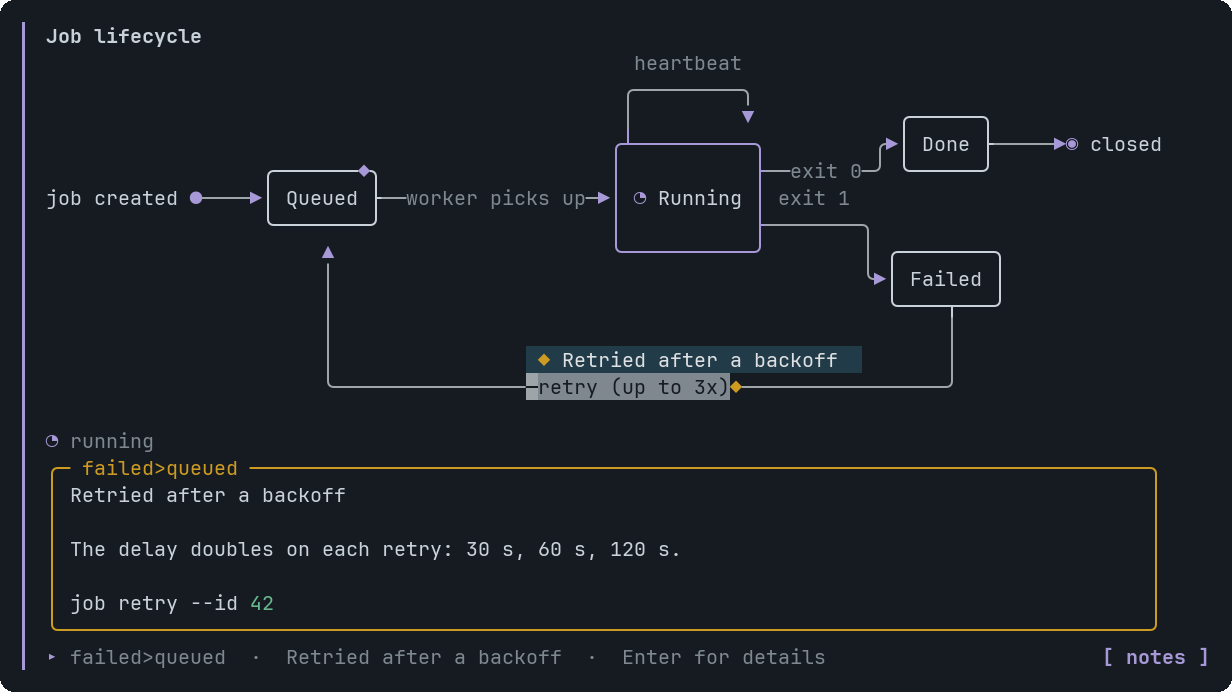 Job lifecycle
heartbeat
Done
closed
exit 0
job created
Queued
worker picks up
Running
exit 1
Failed
Retried after a backoff
retry (up to 3x)
running
failed>queued
Retried after a backoff
The delay doubles on each retry: 30 s, 60 s, 120 s.
job retry --id 42
failed>queued · Retried after a backoff · Enter for details [ notes ]